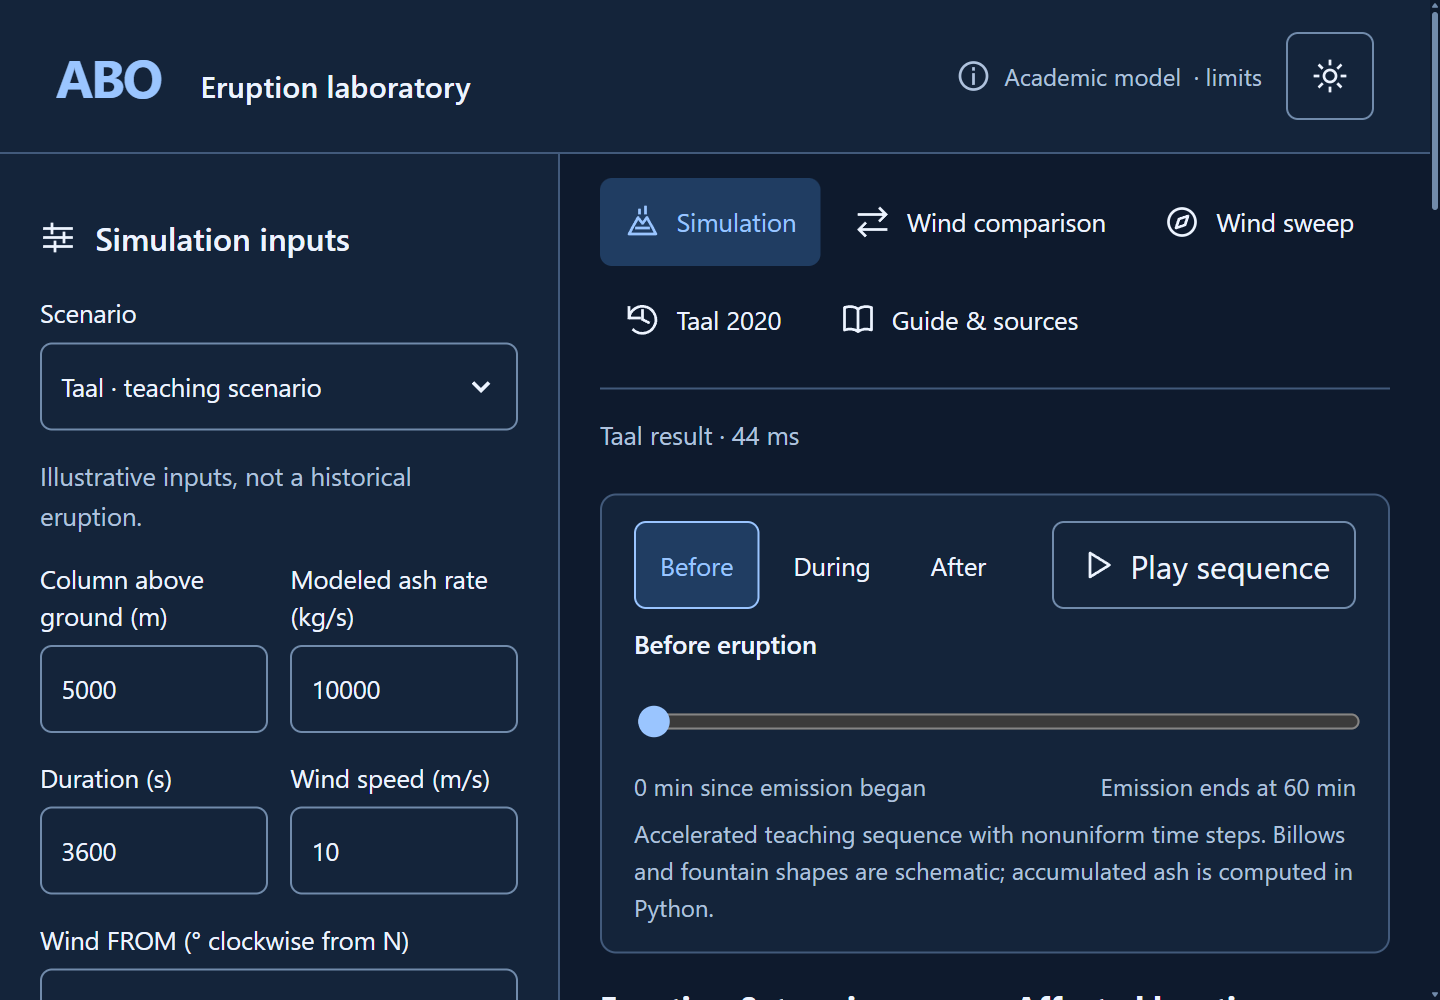 ABO
Eruption laboratory
Academic model · limits
Simulation inputs
Scenario
Taal · teaching scenario
Illustrative inputs, not a historical
eruption.
Column above
ground (m)
5000
Modeled ash rate
(kg/s)
10000
Duration (s)
3600
Wind speed (m/s)
10
Wind FROM (° clockwise from N)
Simulation
Wind comparison
Wind sweep
Taal 2020
Guide & sources
Taal result · 44 ms
Before
During
After
Play sequence
Before eruption
0 min since emission began
Emission ends at 60 min
Accelerated teaching sequence with nonuniform time steps. Billows
and fountain shapes are schematic; accumulated ash is computed in
Python.